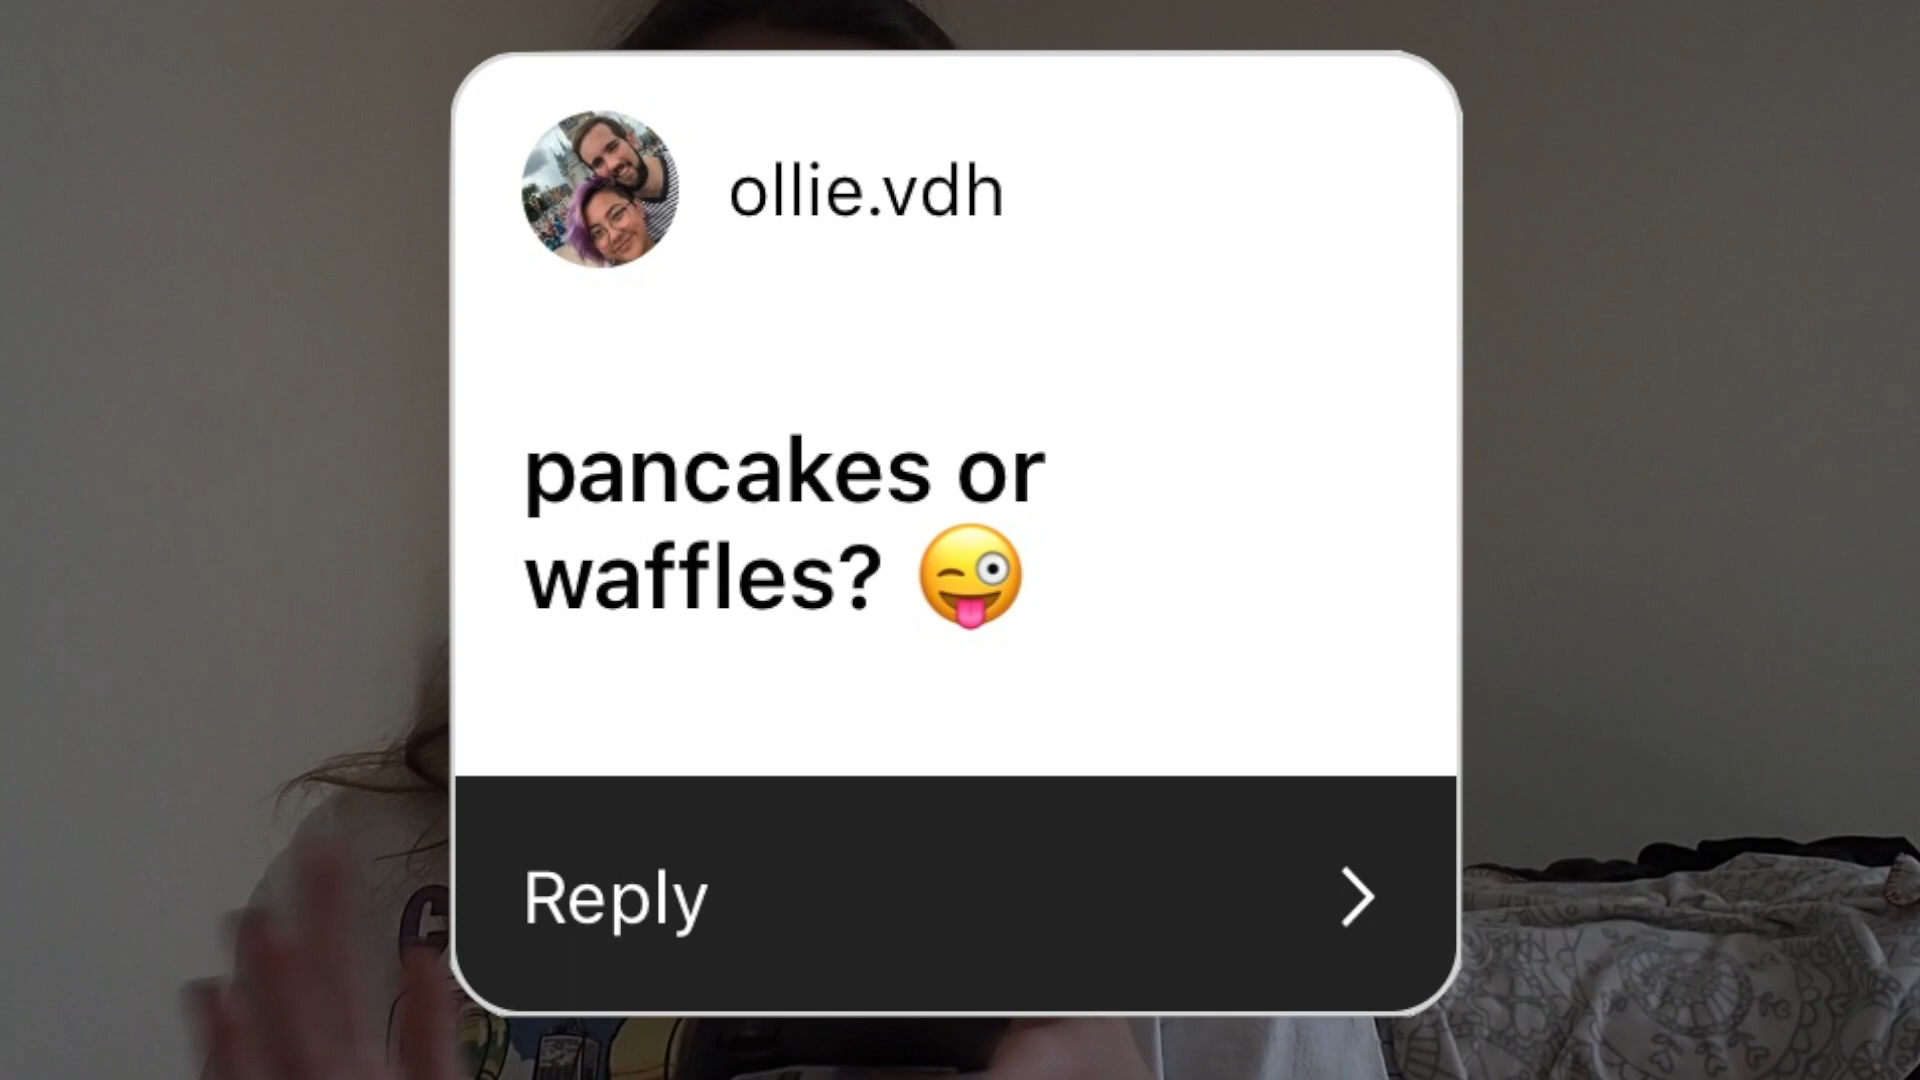 ollie.vdh
pancakes or
waffles? 😜
Reply